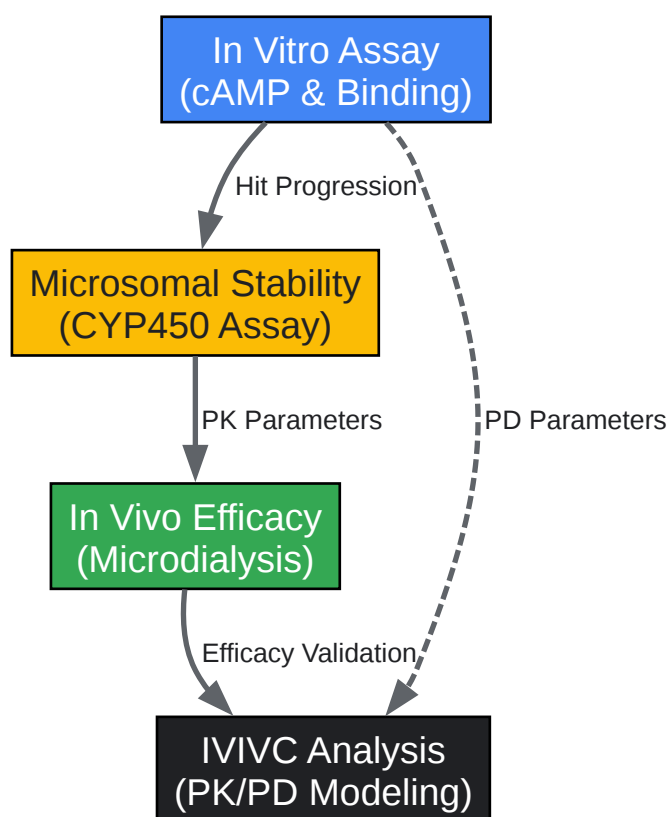 In Vitro Assay
(cAMP & Binding)
Hit Progression
Microsomal Stability
(CYP450 Assay)
PK Parameters
PD Parameters
In Vivo Efficacy
(Microdialysis)
Efficacy Validation
IVIVC Analysis
(PK/PD Modeling)